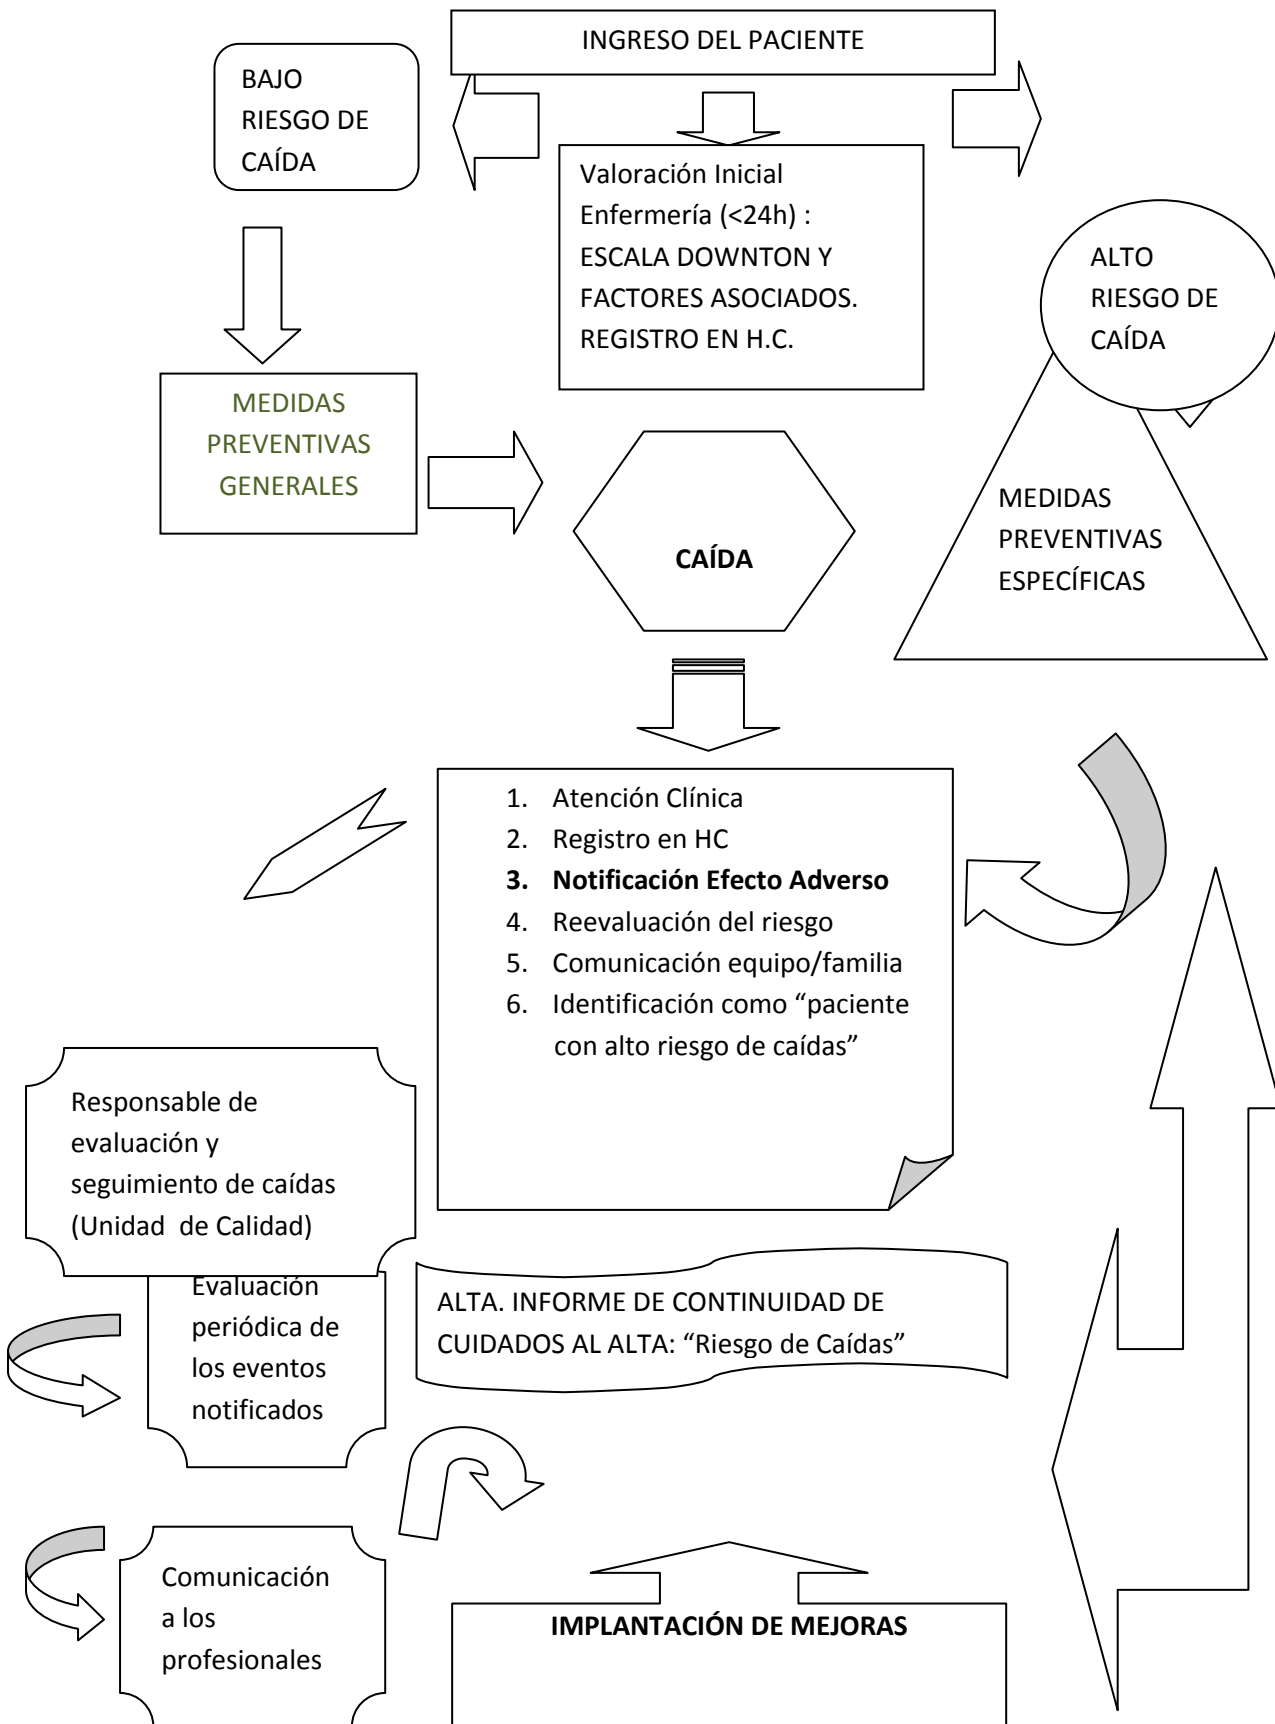 INGRESO DEL PACIENTE
BAJO
RIESGO DE
CAÍDA
Valoración Inicial
Enfermería (<24h) :
ESCALA DOWNTON Y
FACTORES ASOCIADOS.
REGISTRO EN H.C.
ALTO
RIESGO DE
CAÍDA
MEDIDAS
PREVENTIVAS
GENERALES
CAÍDA
MEDIDAS
PREVENTIVAS
ESPECÍFICAS
1. Atención Clínica
2. Registro en HC
3. Notificación Efecto Adverso
4. Reevaluación del riesgo
5. Comunicación equipo/familia
6. Identificación como “paciente
con alto riesgo de caídas”
Responsable de
evaluación y
seguimiento de caídas
(Unidad de Calidad)
Evaluación
periódica de
los eventos
notificados
ALTA. INFORME DE CONTINUIDAD DE
CUIDADOS AL ALTA: “Riesgo de Caídas”
Comunicación
a los
profesionales
IMPLANTACIÓN DE MEJORAS